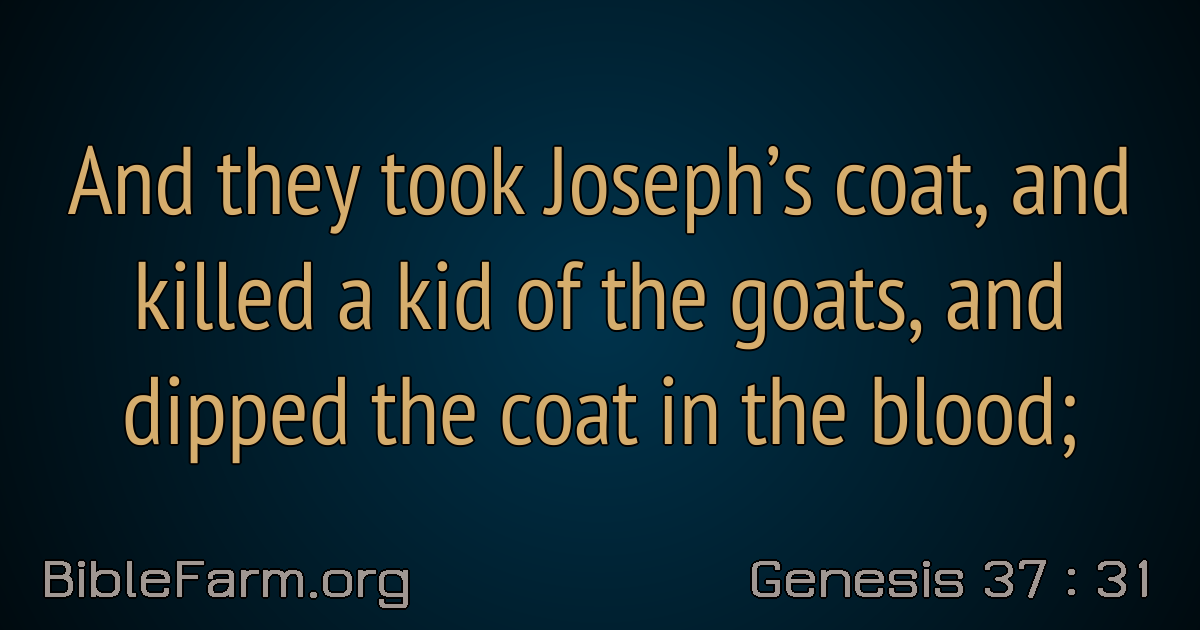 And they took Joseph’s coat, and
killed a kid of the goats, and
dipped the coat in the blood;
BibleFarm.org
Genesis 37 : 31